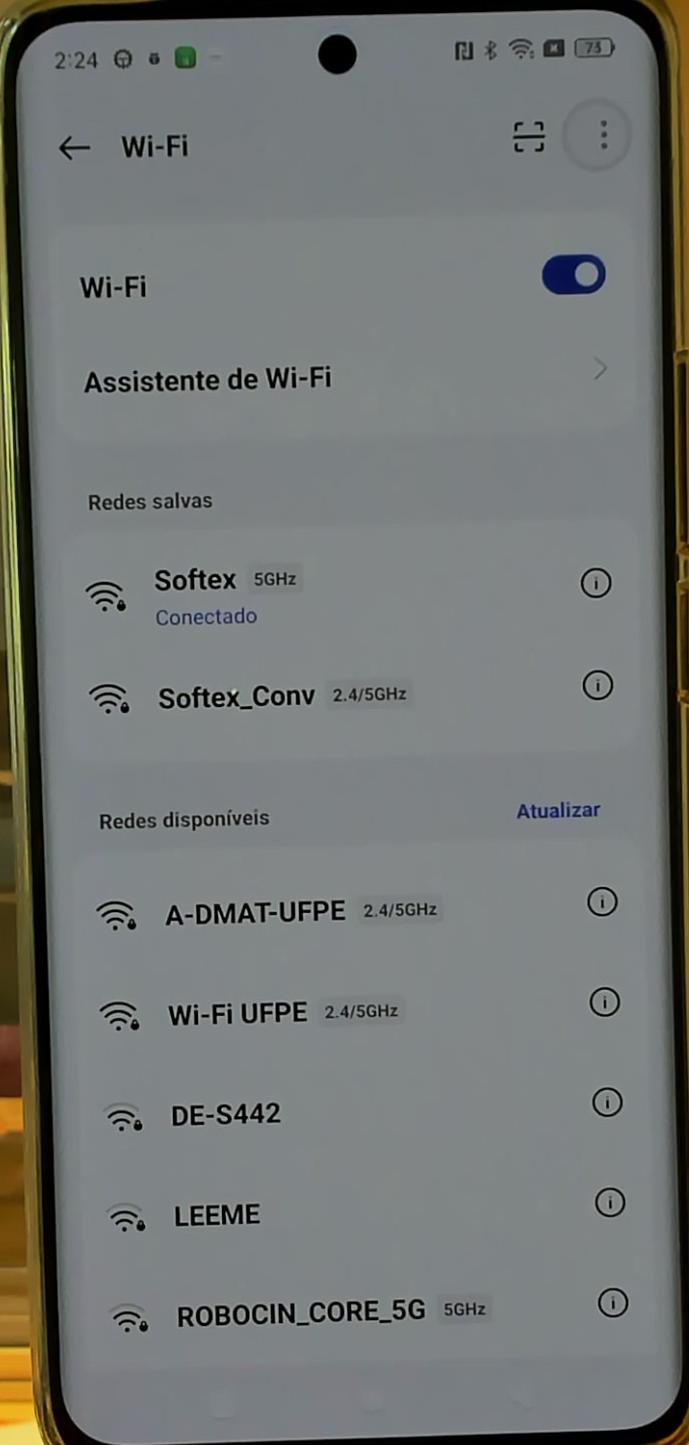 2:24 73
Wi-Fi
Wi-Fi
Assistente de Wi-Fi
Redes salvas
Softex 5GHz
Conectado
Softex_Conv 2.4/5GHz
Redes disponíveis Atualizar
A-DMAT-UFPE 2.4/5GHz
Wi-Fi UFPE 2.4/5GHz
DE-S442
LEEME
ROBOCIN_CORE_5G 5GHz